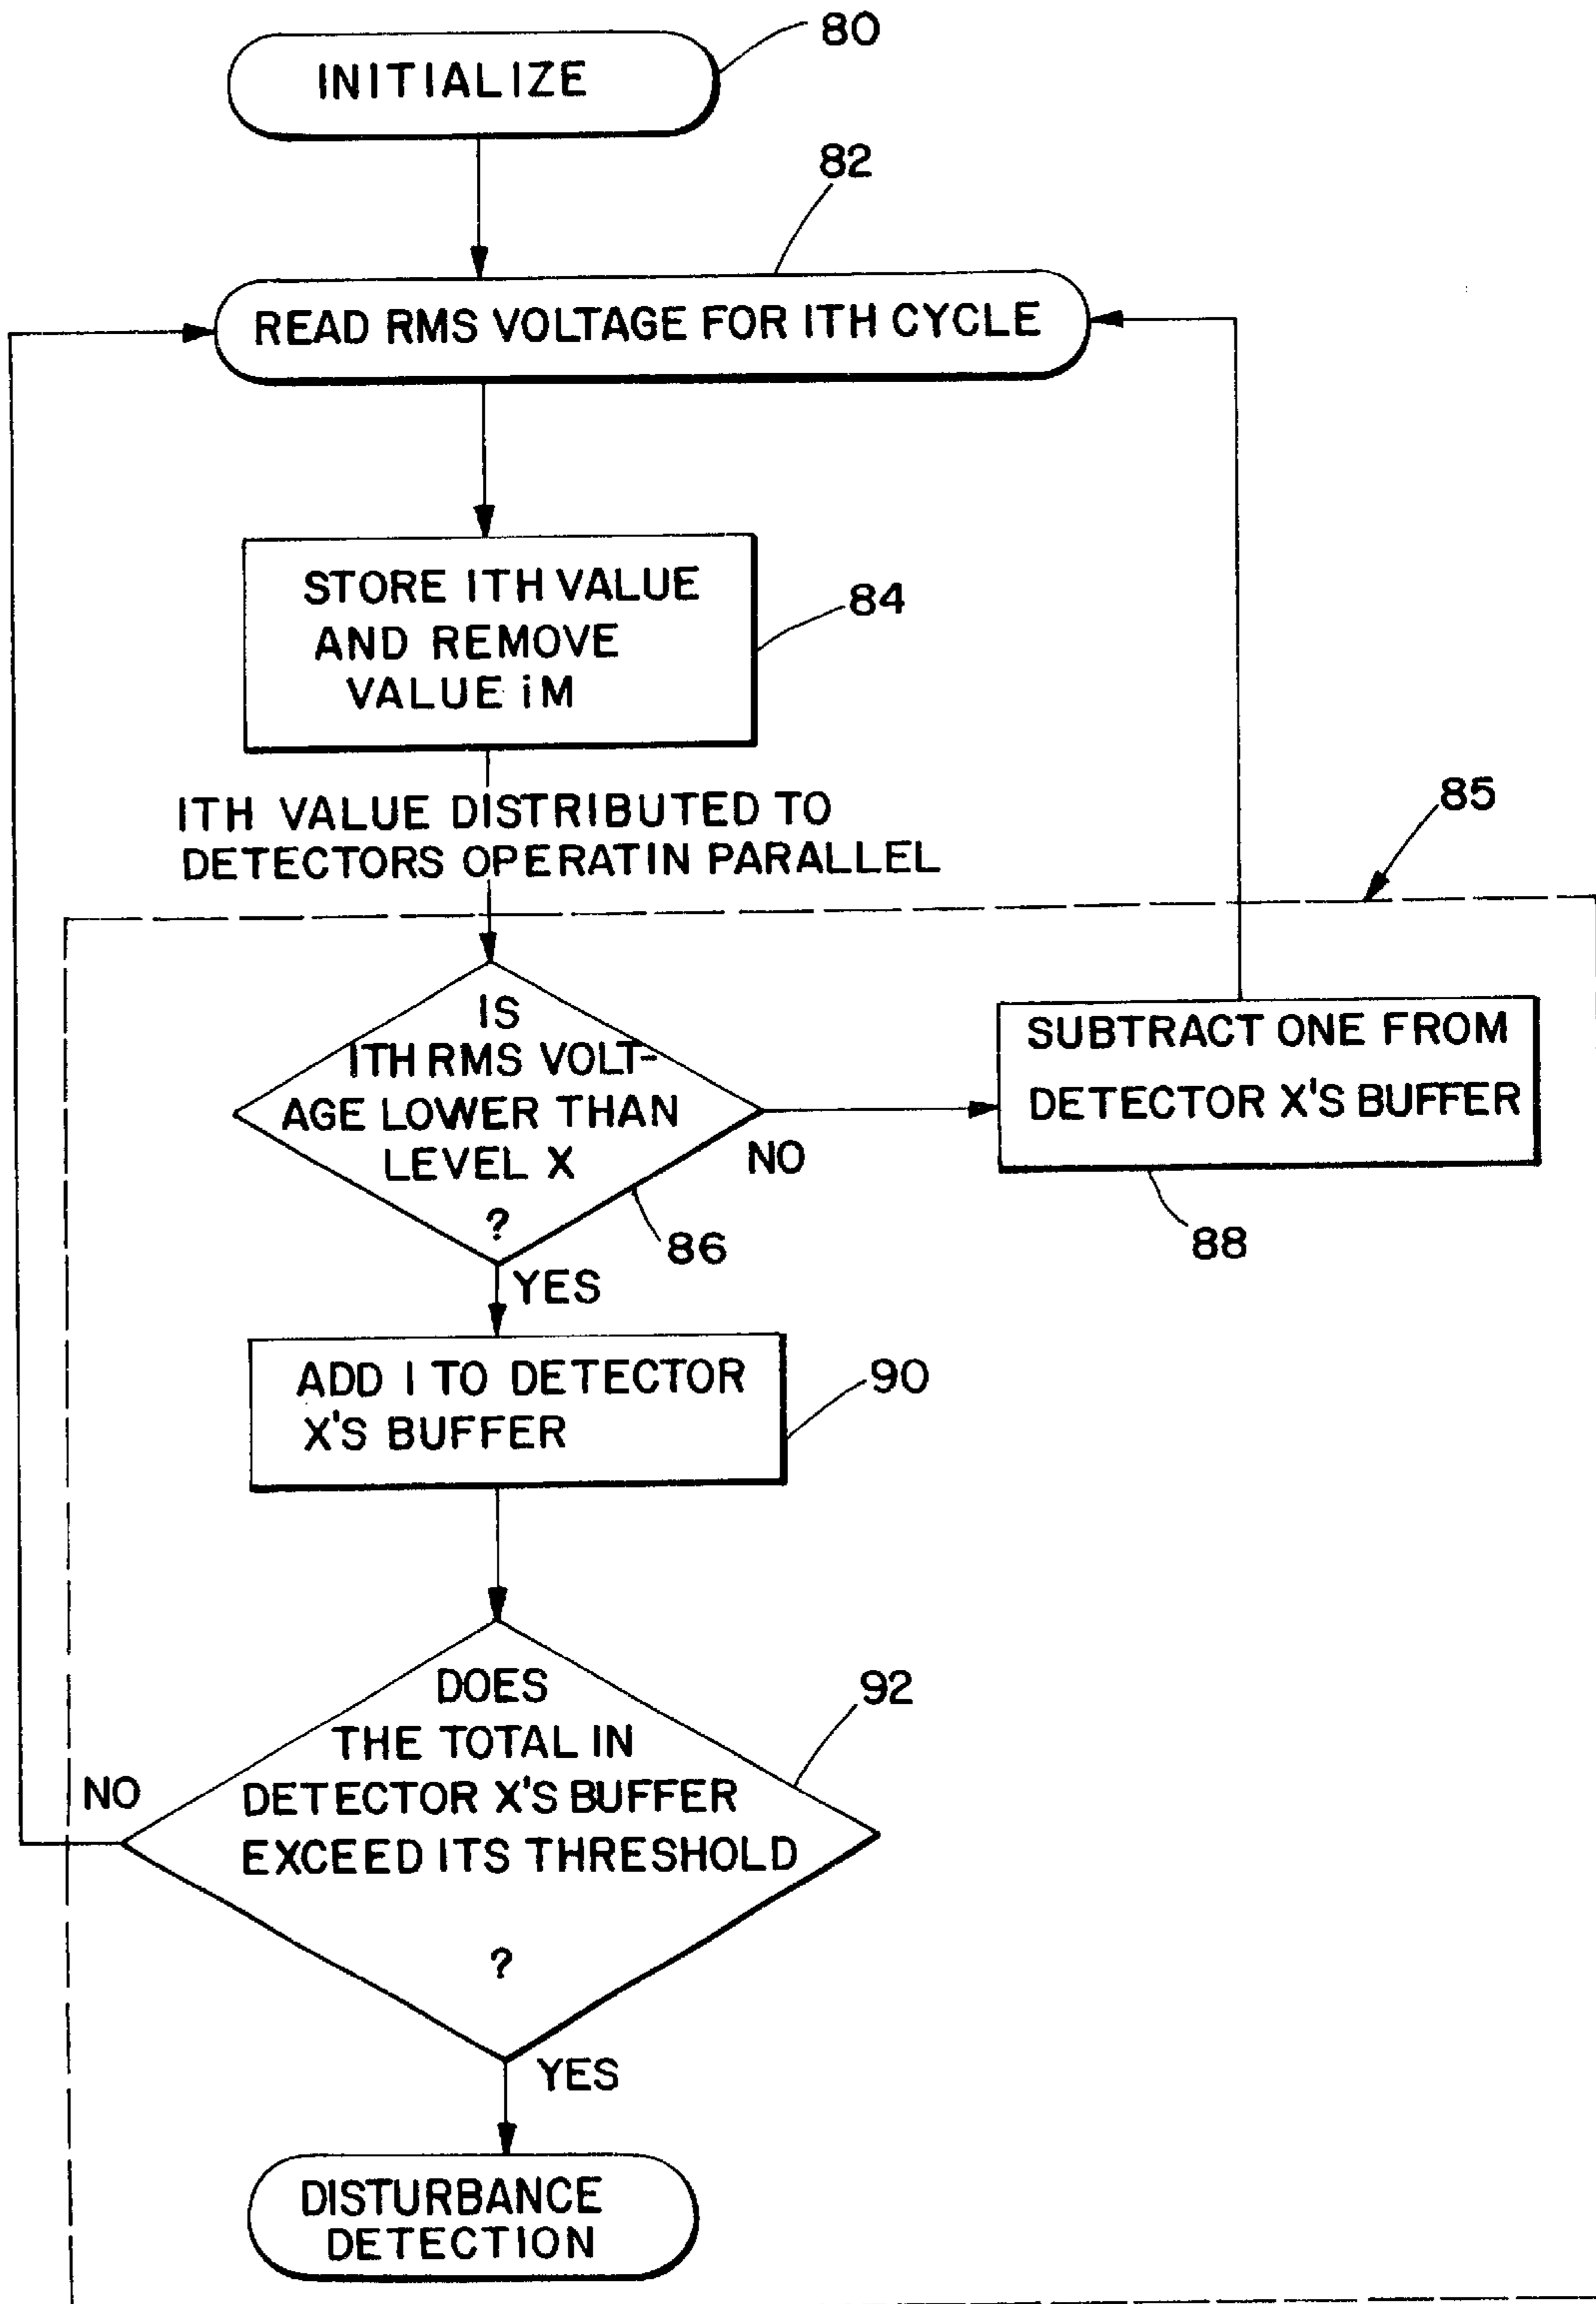 80
INITIALIZE
82
READ RMS VOLTAGE FOR ITH CYCLE
STORE ITH VALUE
AND REMOVE
VALUE iM
84
ITH VALUE DISTRIBUTED TO
DETECTORS OPERATIN PARALLEL
85
IS
ITH RMS VOLT-
AGE LOWER THAN
LEVEL X
?
86
NO
SUBTRACT ONE FROM
DETECTOR X'S BUFFER
88
YES
ADD 1 TO DETECTOR
X'S BUFFER
90
DOES
THE TOTAL IN
DETECTOR X'S BUFFER
EXCEED ITS THRESHOLD
?
92
NO
YES
DISTURBANCE
DETECTION